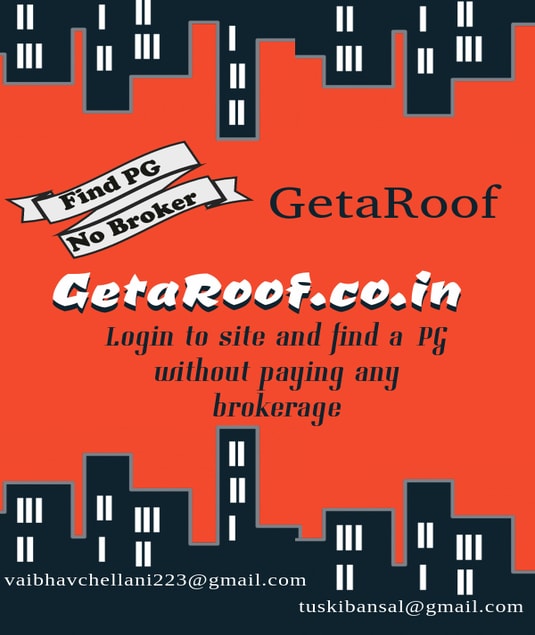 Find PG
No Broker
GetaRoof
GetaRoof.co.in
Login to site and find a PG
without paying any
brokerage
vaibhavchellani223@gmail.com
tuskibansal@gmail.com